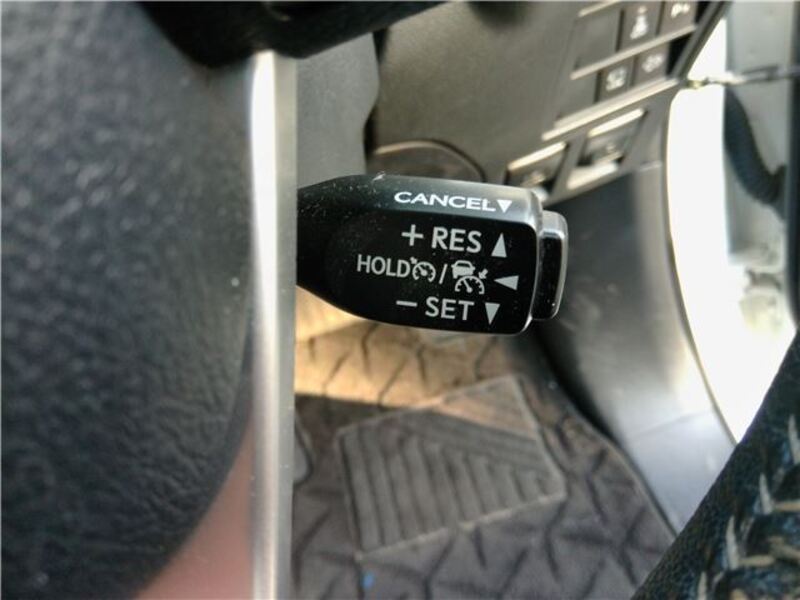 CANCEL▼
+ RES ▲
HOLD / ◀
− SET ▼